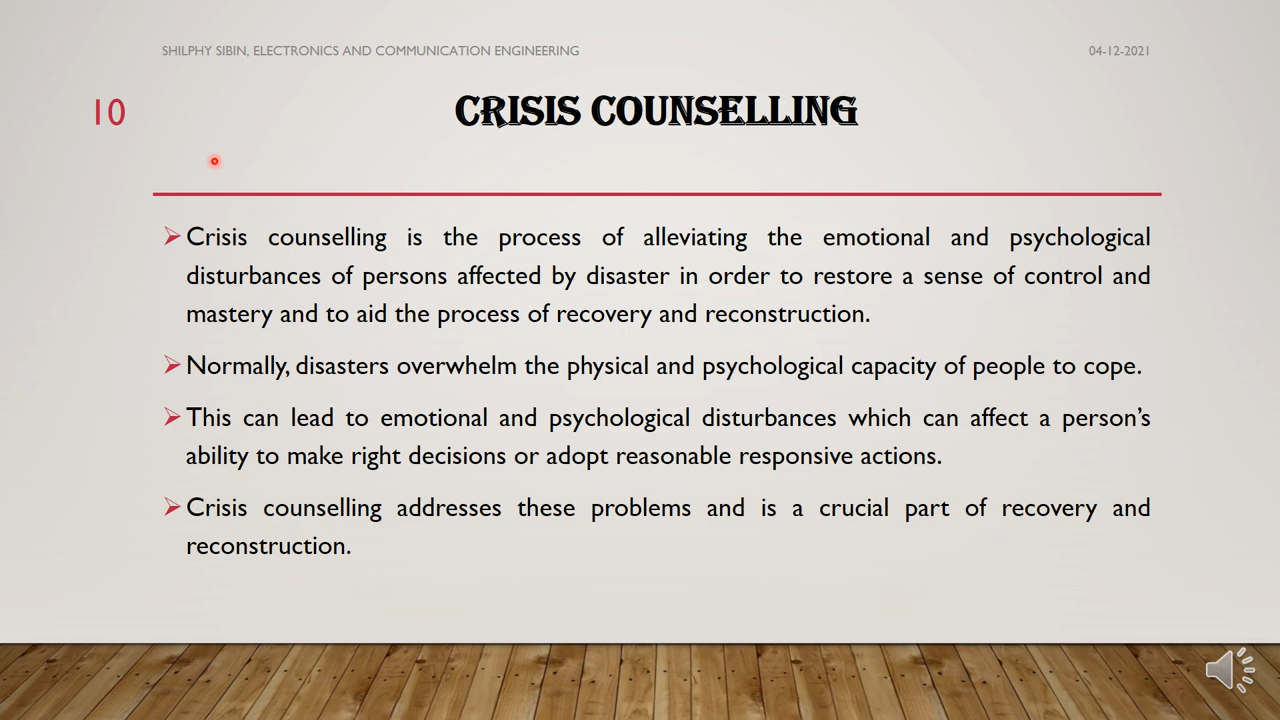 SHILPHY SIBIN, ELECTRONICS AND COMMUNICATION ENGINEERING
04-12-2021
10
CRISIS COUNSELLING
Crisis counselling is the process of alleviating the emotional and psychological
disturbances of persons affected by disaster in order to restore a sense of control and
mastery and to aid the process of recovery and reconstruction.
Normally, disasters overwhelm the physical and psychological capacity of people to cope.
This can lead to emotional and psychological disturbances which can affect a person’s
ability to make right decisions or adopt reasonable responsive actions.
Crisis counselling addresses these problems and is a crucial part of recovery and
reconstruction.